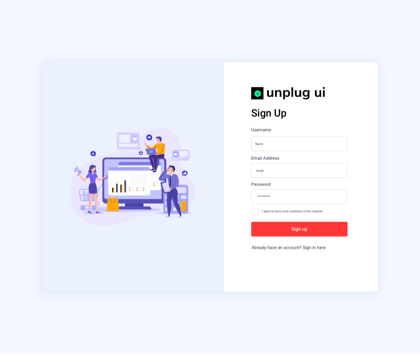 unplug ui
Sign Up
Username
Name
Email Address
Email
Password
I agree to terms and conditions of this website
Sign up
Already have an account? Sign in here